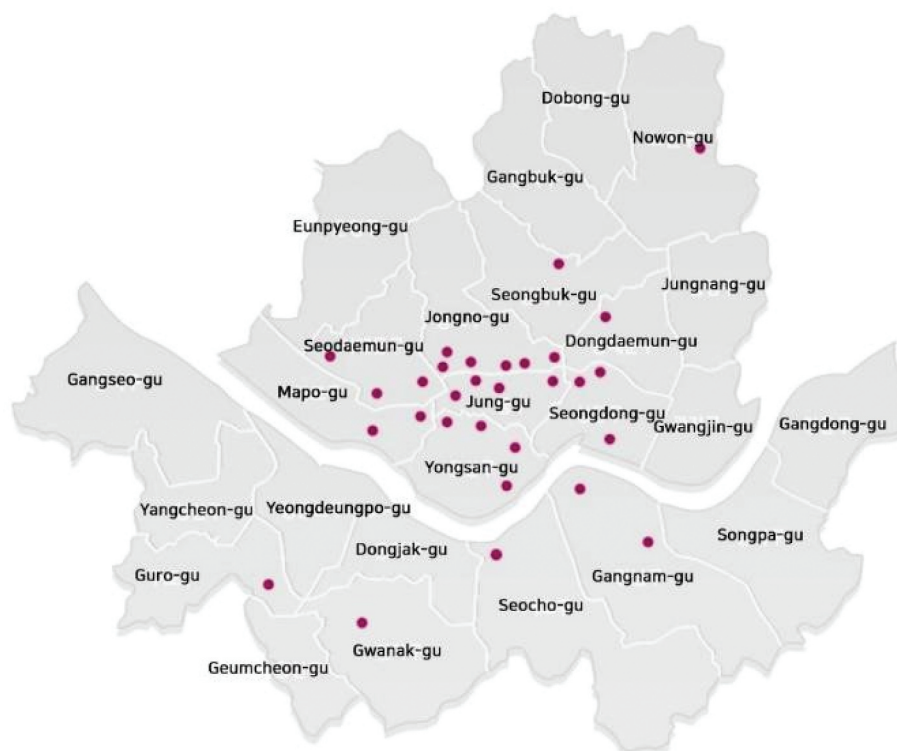 Dobong-gu
Nowon-gu
Gangbuk-gu
Eunpyeong-gu
Jungnang-gu
Seongbuk-gu
Jongno-gu
Dongdaemun-gu
Seodaemun-gu
Gangseo-gu
Mapo-gu
Jung-gu
Seongdong-gu
Gwangjin-gu
Gangdong-gu
Yongsan-gu
Yangcheon-gu
Yeongdeungpo-gu
Songpa-gu
Dongjak-gu
Guro-gu
Gangnam-gu
Seocho-gu
Gwanak-gu
Geumcheon-gu